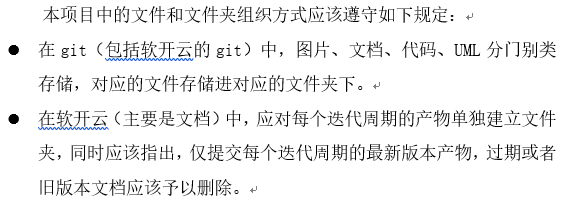 本项目中的文件和文件夹组织方式应该遵守如下规定：
● 在 git（包括软开云的 git）中，图片、文档、代码、UML 分门别类
存储，对应的文件存储进对应的文件夹下。
● 在软开云（主要是文档）中，应对每个迭代周期的产物单独建立文件
夹，同时应该指出，仅提交每个迭代周期的最新版本产物，过期或者
旧版本文档应该予以删除。